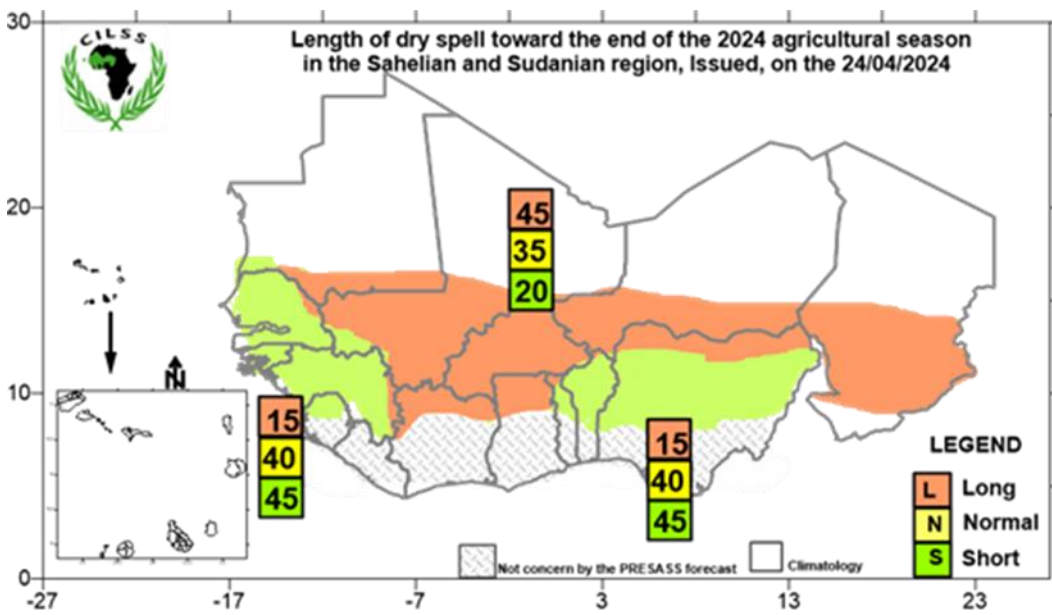 30
CILSS
Length of dry spell toward the end of the 2024 agricultural season
in the Sahelian and Sudanian region, Issued, on the 24/04/2024
20
45
35
20
10
N
15
40
45
15
40
45
LEGEND
L Long
N Normal
S Short
Not concern by the PRESASS forecast
Climatology
0
-27
-17
-7
3
13
23